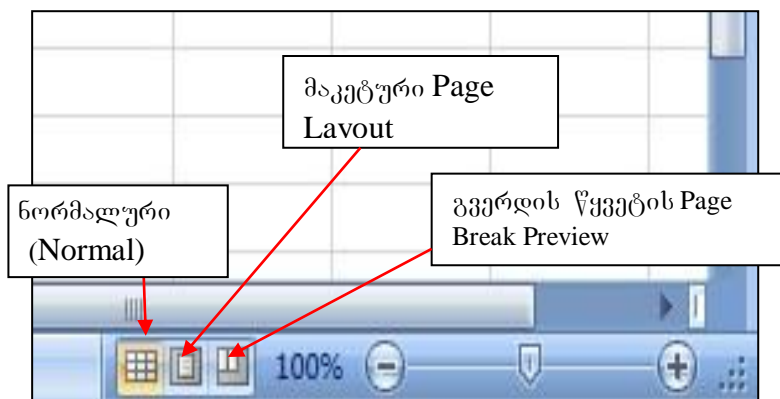 მაკეტური Page
Lavout
ნორმალური
(Normal)
გვერდის წყვეტის Page
Break Preview
100%